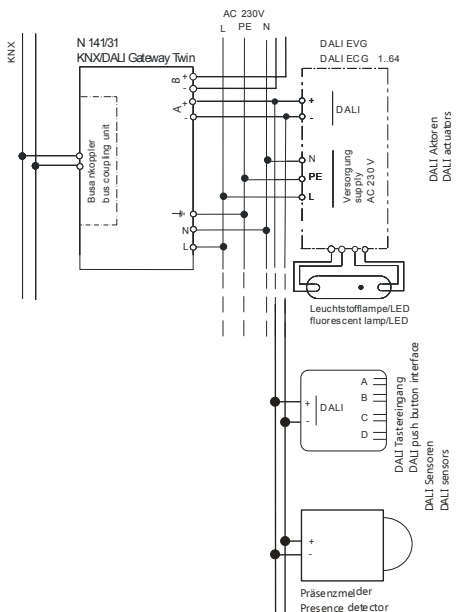 KNX
N 141/31
KNX/DALI Gateway Twin
AC 230V
L PE N
DALI EVG
DALI ECG 1..64
B
+
-
A
+
-
Busankoppler
bus coupling unit
N
L
+
-
DALI
N
PE
L
Versorgung
supply
AC 230 V
DALI Aktoren
DALI actuators
Leuchtstofflampe/LED
fluorescent lamp/LED
+
-
DALI
A
B
C
D
DALI Tastereingang
DALI push button interface
DALI Sensoren
DALI sensors
+
-
Präsenzmelder
Presence detector